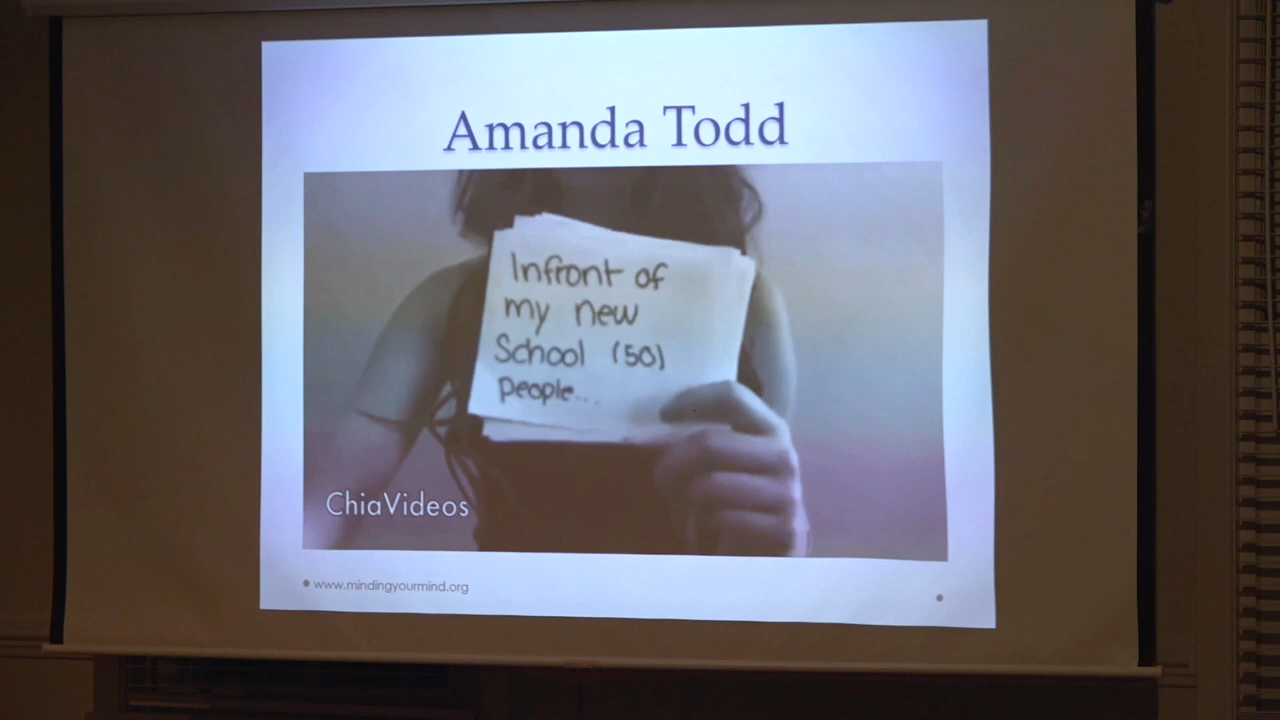 Amanda Todd
Infront of
my new
School (50)
people...
ChiaVideos
• www.mindingyourmind.org